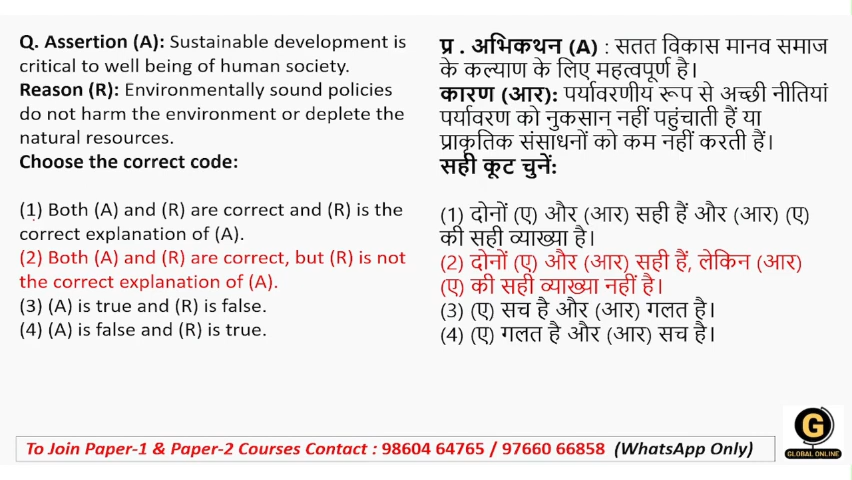 Q. Assertion (A): Sustainable development is
critical to well being of human society.
Reason (R): Environmentally sound policies
do not harm the environment or deplete the
natural resources.
Choose the correct code:
(1) Both (A) and (R) are correct and (R) is the
correct explanation of (A).
(2) Both (A) and (R) are correct, but (R) is not
the correct explanation of (A).
(3) (A) is true and (R) is false.
(4) (A) is false and (R) is true.
प्र . अभिकथन (A) : सतत विकास मानव समाज
के कल्याण के लिए महत्वपूर्ण है।
कारण (आर): पर्यावरणीय रूप से अच्छी नीतियां
पर्यावरण को नुकसान नहीं पहुंचाती हैं या
प्राकृतिक संसाधनों को कम नहीं करती हैं।
सही कूट चुनें:
(1) दोनों (ए) और (आर) सही हैं और (आर) (ए)
की सही व्याख्या है।
(2) दोनों (ए) और (आर) सही हैं, लेकिन (आर)
(ए) की सही व्याख्या नहीं है।
(3) (ए) सच है और (आर) गलत है।
(4) (ए) गलत है और (आर) सच है।
G
GLOBAL ONLINE
To Join Paper-1 & Paper-2 Courses Contact : 98604 64765 / 97660 66858 (WhatsApp Only)